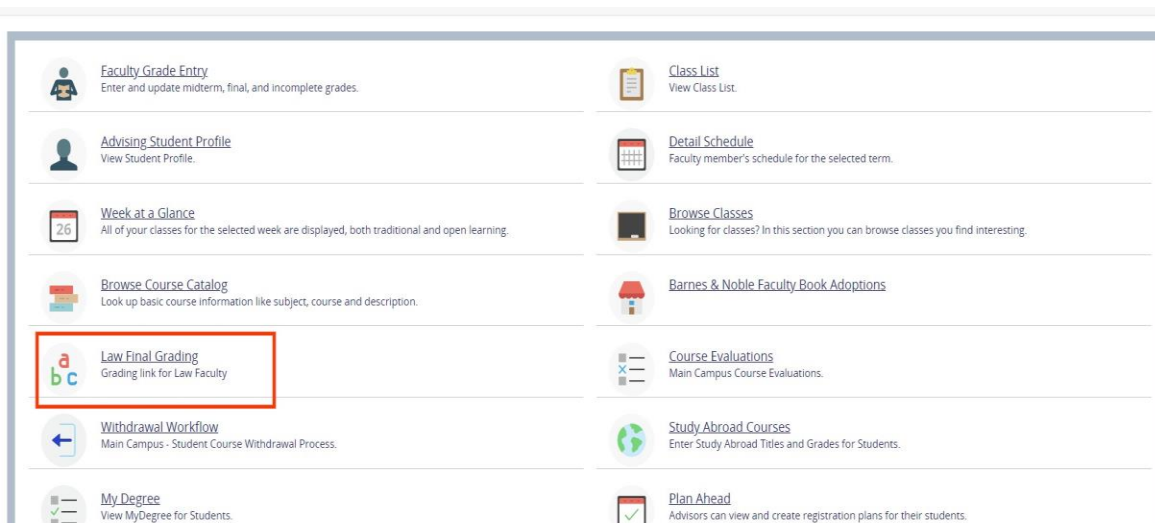 Faculty Grade Entry
Enter and update midterm, final, and incomplete grades.
Class List
View Class List.
Advising Student Profile
View Student Profile.
Detail Schedule
Faculty member's schedule for the selected term.
26
Week at a Glance
All of your classes for the selected week are displayed, both traditional and open learning.
Browse Classes
Looking for classes? In this section you can browse classes you find interesting.
Browse Course Catalog
Look up basic course information like subject, course and description.
Barnes & Noble Faculty Book Adoptions
a
b c
Law Final Grading
Grading link for Law Faculty
Course Evaluations
Main Campus Course Evaluations.
Withdrawal Workflow
Main Campus - Student Course Withdrawal Process.
Study Abroad Courses
Enter Study Abroad Titles and Grades for Students.
My Degree
View MyDegree for Students.
Plan Ahead
Advisors can view and create registration plans for their students.